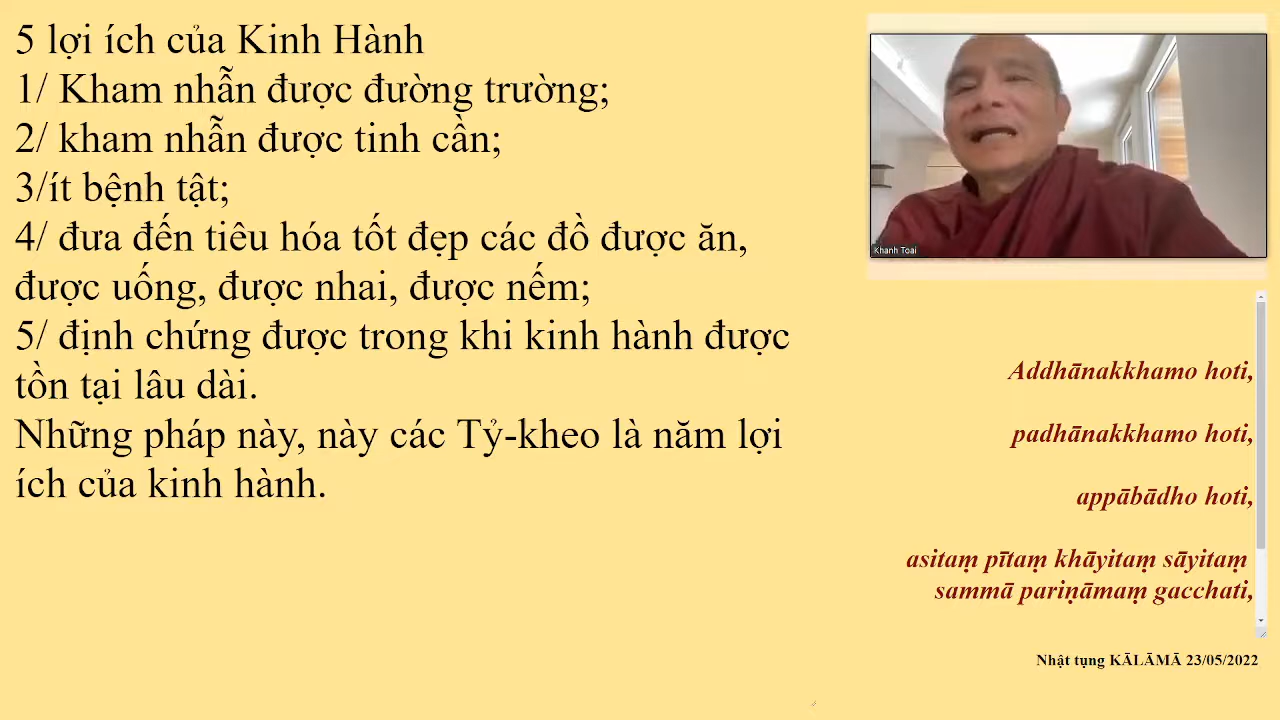 5 lợi ích của Kinh Hành
1/ Kham nhẫn được đường trường;
2/ kham nhẫn được tinh cần;
3/ít bệnh tật;
4/ đưa đến tiêu hóa tốt đẹp các đồ được ăn,
được uống, được nhai, được nếm;
5/ định chứng được trong khi kinh hành được
tồn tại lâu dài.
Những pháp này, này các Tỷ-kheo là năm lợi
ích của kinh hành.
Khanh Toai
Addhānakkhamo hoti,
padhānakkhamo hoti,
appābādho hoti,
asitaṃ pītaṃ khāyitaṃ sāyitaṃ
sammā pariṇāmaṃ gacchati,
Nhật tụng KĀLĀMĀ 23/05/2022